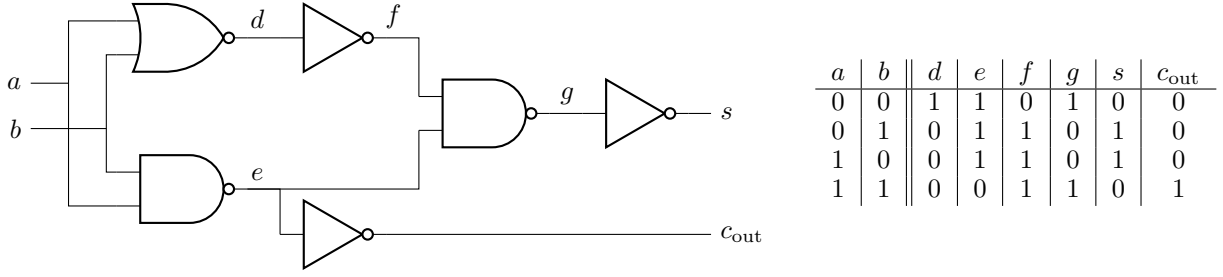 d
f
a
b
g
s
e
c_out
a b d e f g s c_out
0 0 1 1 0 1 0 0
0 1 0 1 1 0 1 0
1 0 0 1 1 0 1 0
1 1 0 0 1 1 0 1